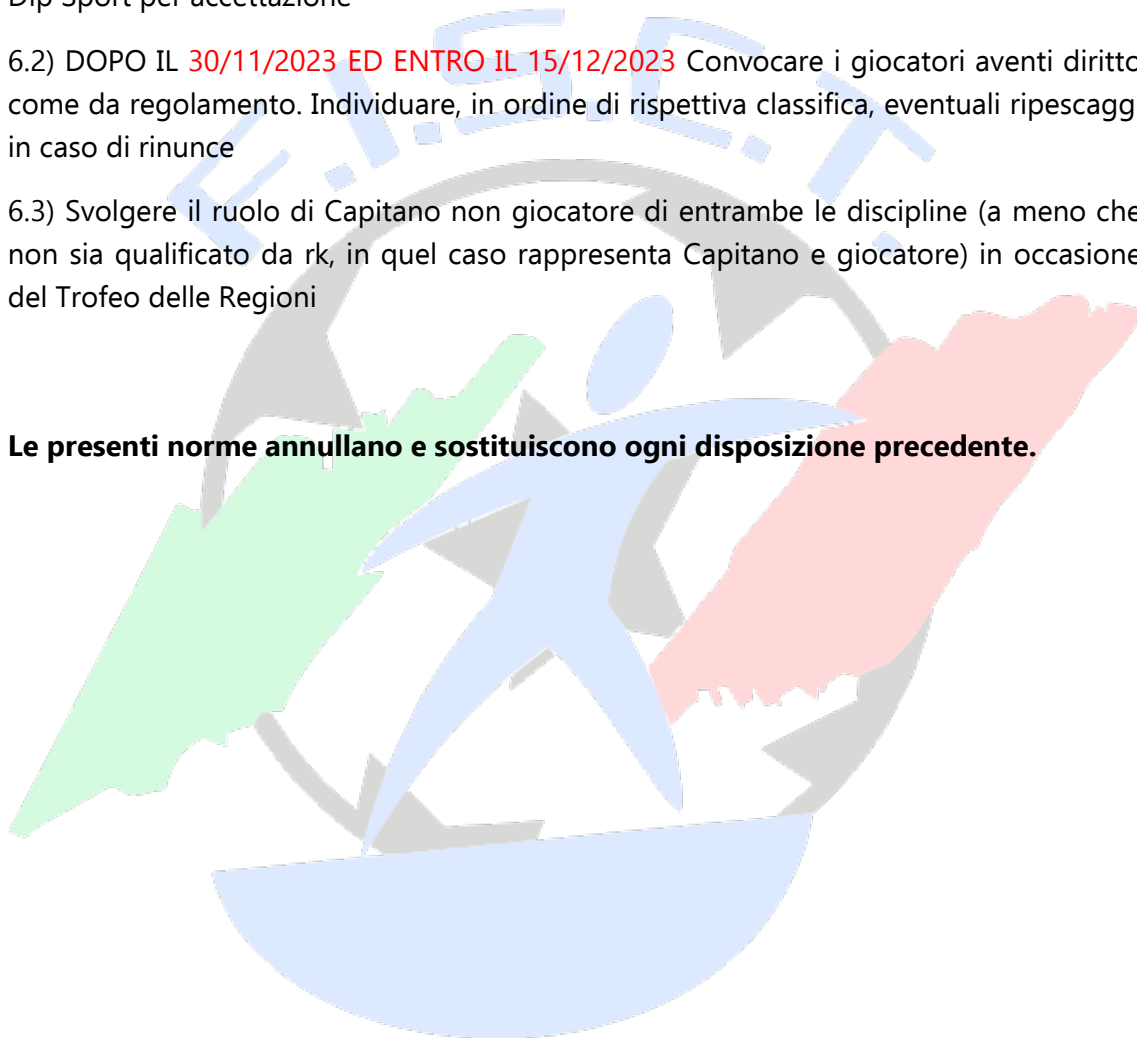 Dip Sport per accettazione
6.2) DOPO IL 30/11/2023 ED ENTRO IL 15/12/2023 Convocare i giocatori aventi diritto
come da regolamento. Individuare, in ordine di rispettiva classifica, eventuali ripescagg
in caso di rinunce
6.3) Svolgere il ruolo di Capitano non giocatore di entrambe le discipline (a meno che
non sia qualificato da rk, in quel caso rappresenta Capitano e giocatore) in occasione
del Trofeo delle Regioni
Le presenti norme annullano e sostituiscono ogni disposizione precedente.
F.I.S.C.T.